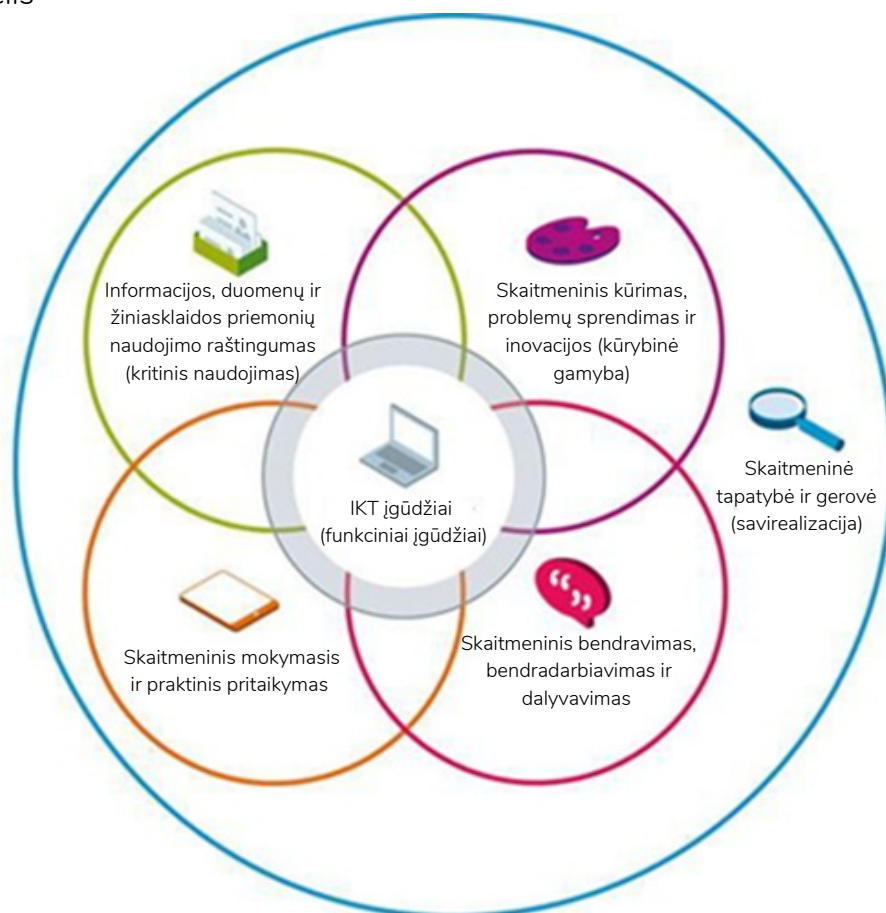 Informacijos, duomenų ir
žiniasklaidos priemonių
naudojimo raštingumas
(kritinis naudojimas)
Skaitmeninis kūrimas,
problemų sprendimas ir
inovacijos (kūrybinė
gamyba)
Skaitmeninė
tapatybė ir gerovė
(savirealizacija)
IKT įgūdžiai
(funkciniai įgūdžiai)
Skaitmeninis mokymasis
ir praktinis pritaikymas
Skaitmeninis bendravimas,
bendradarbiavimas ir
dalyvavimas